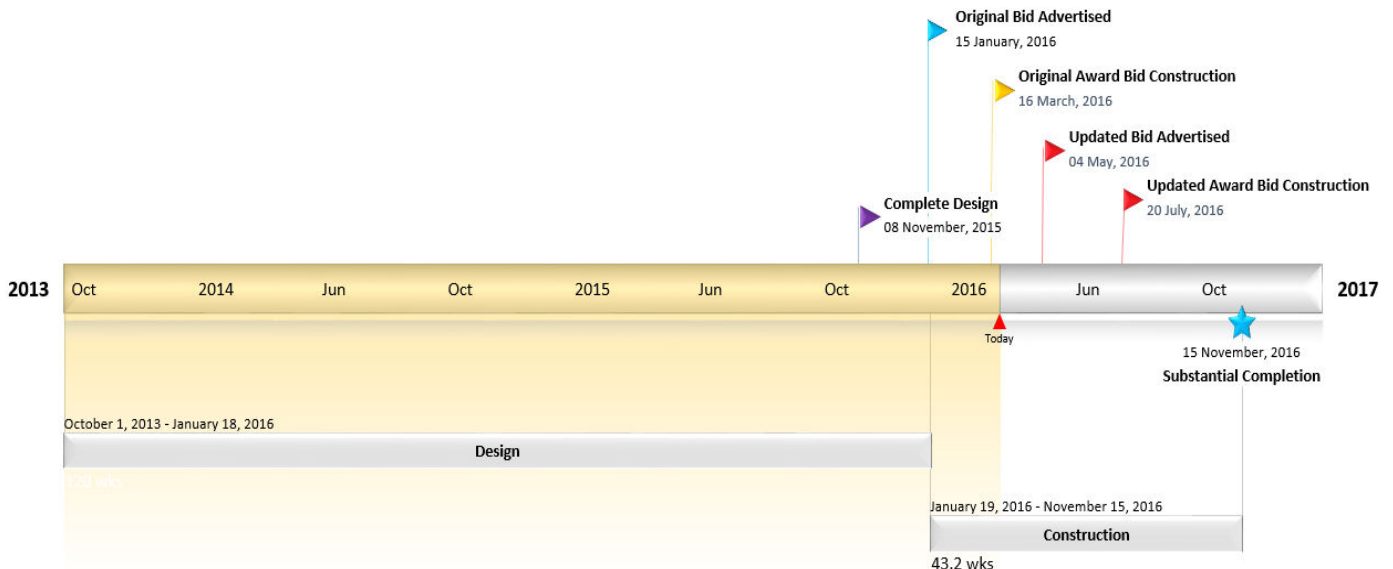 Original Bid Advertised
15 January, 2016
Original Award Bid Construction
16 March, 2016
Updated Bid Advertised
04 May, 2016
Updated Award Bid Construction
20 July, 2016
Complete Design
08 November, 2015
2013 Oct 2014 Jun Oct 2015 Jun Oct 2016 Jun Oct 2017
Today
15 November, 2016
Substantial Completion
October 1, 2013 - January 18, 2016
Design
120 wks
January 19, 2016 - November 15, 2016
Construction
43.2 wks